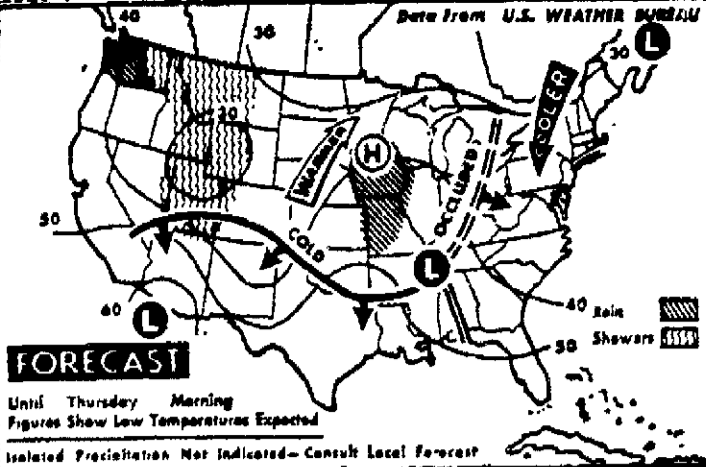 Data From U.S. WEATHER BUREAU
40
30
30
L
COOLER
20
WARMER
H
OCCLUDED
50
COLD
L
60
L
40
Rain
Showers
50
FORECAST
Until Thursday Morning
Figures Show Low Temperatures Expected
Isolated Precipitation Not Indicated— Consult Local Forecast